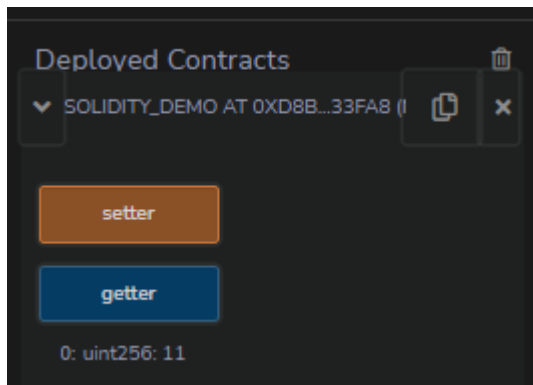 Deployed Contracts
SOLIDITY_DEMO AT 0XD8B...33FA8 (
setter
getter
0: uint256: 11